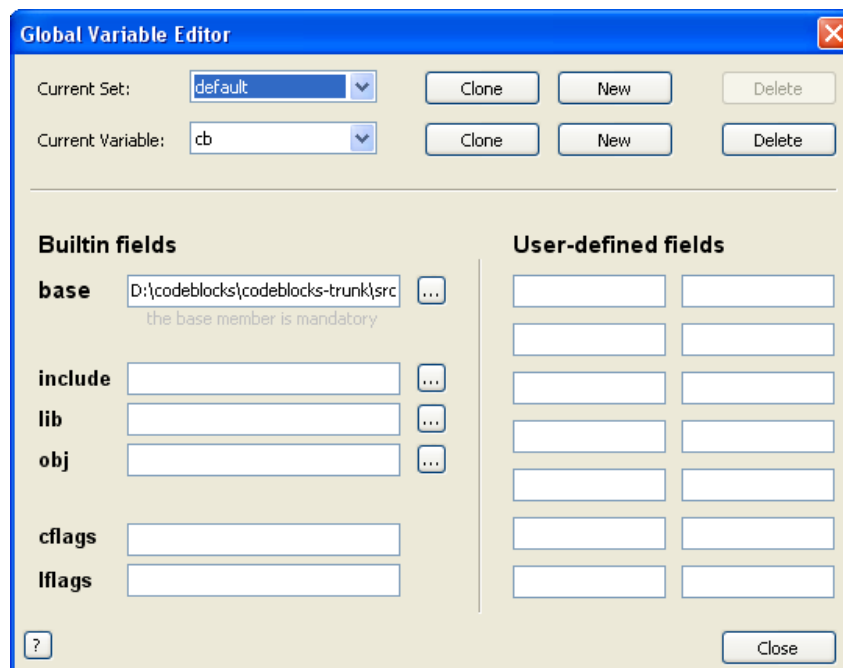 Global Variable Editor
Current Set: default Clone New Delete
Current Variable: cb Clone New Delete
Builtin fields
User-defined fields
base D:\codeblocks\codeblocks-trunk\src ...
the base member is mandatory
include ...
lib ...
obj ...
cflags
lflags
? Close